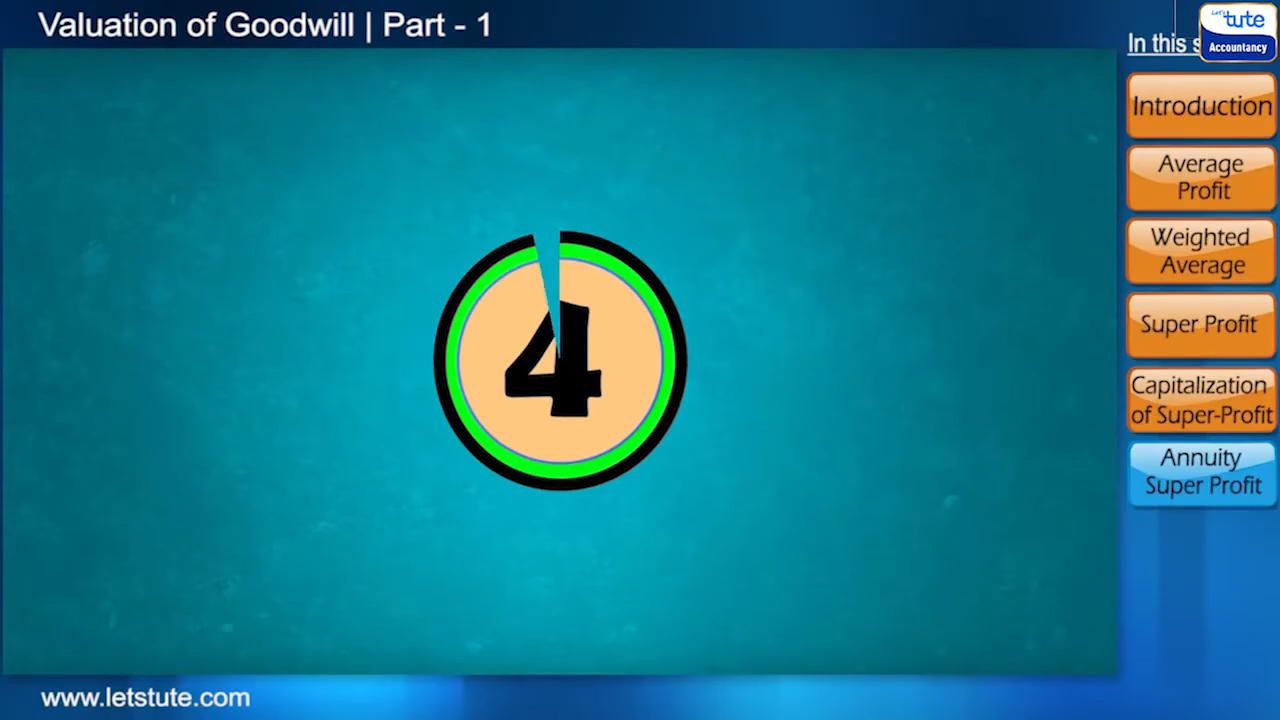 Valuation of Goodwill | Part - 1
In this
Let's
tute
Accountancy
Introduction
Average
Profit
Weighted
Average
Super Profit
Capitalization
of Super-Profit
Annuity
Super Profit
4
www.letstute.com